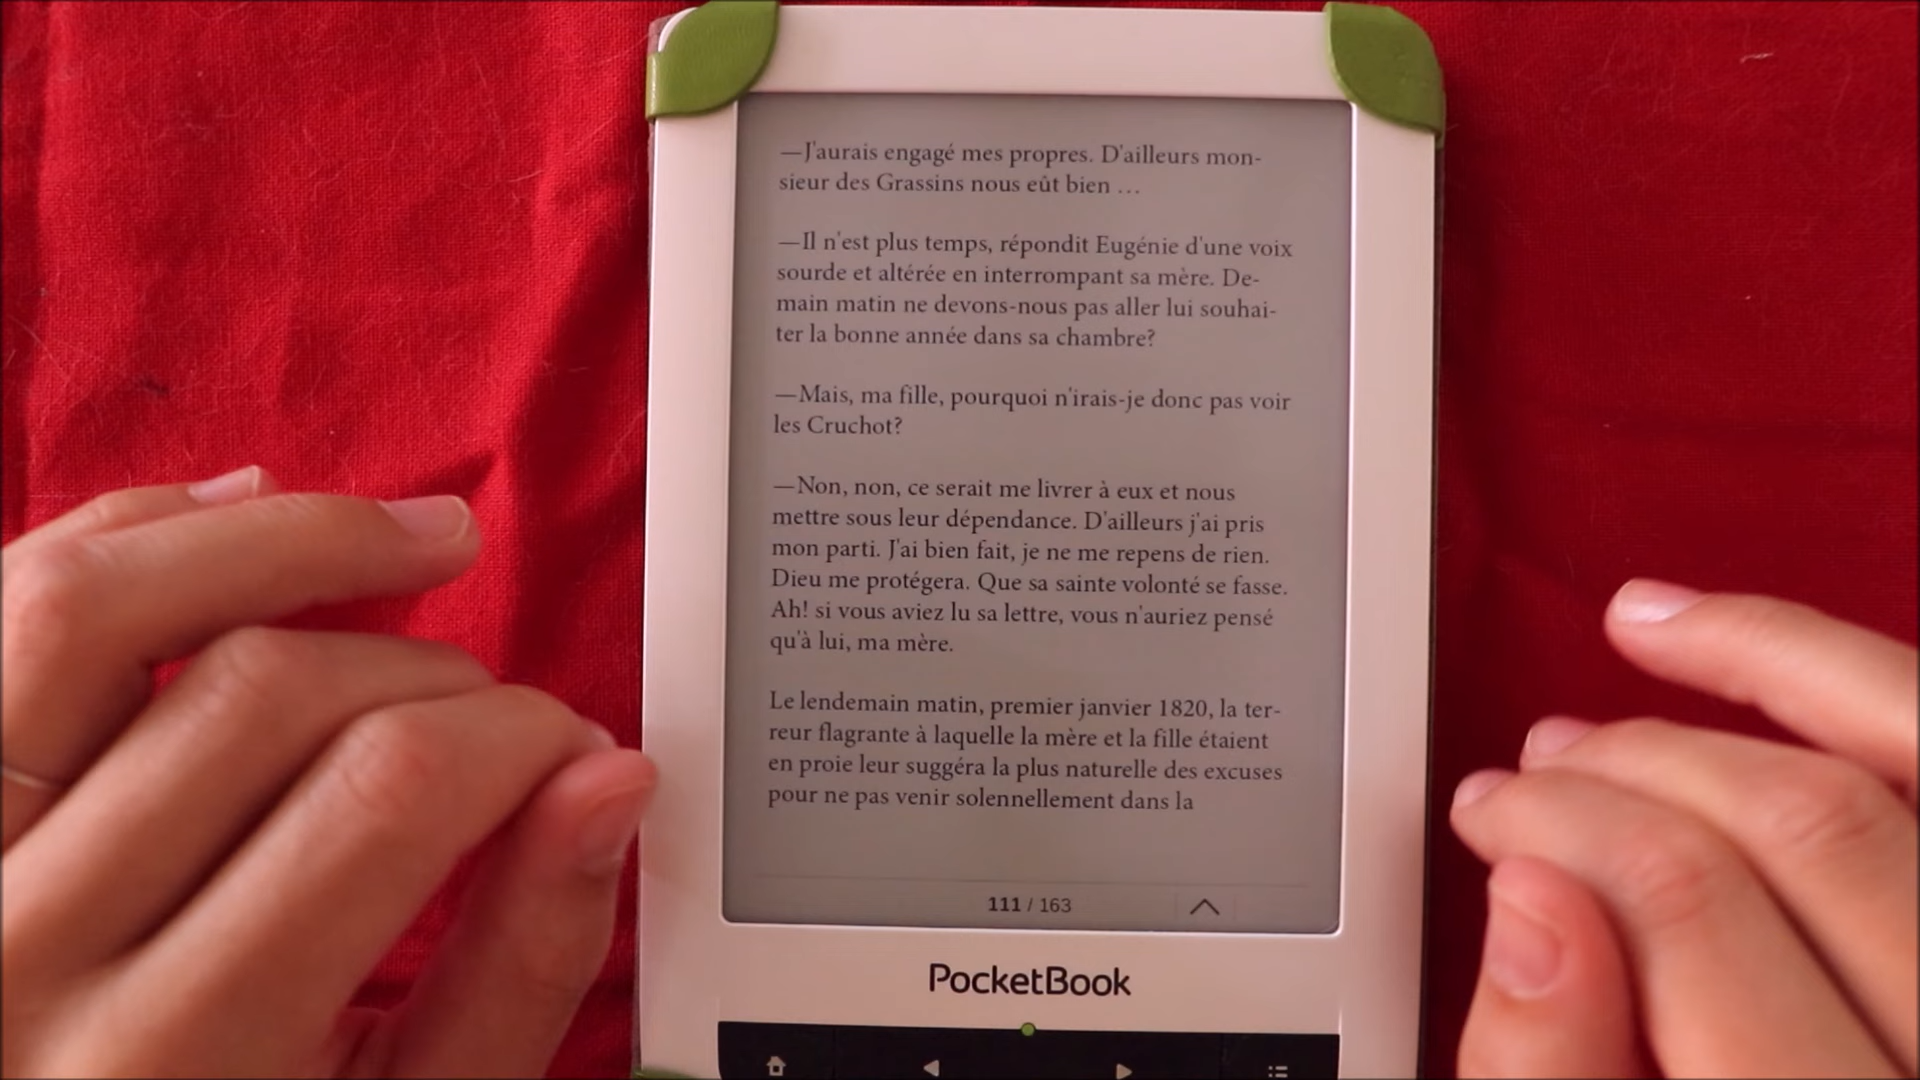 —J'aurais engagé mes propres. D'ailleurs mon-
sieur des Grassins nous eût bien …
—Il n'est plus temps, répondit Eugénie d'une voix
sourde et altérée en interrompant sa mère. De-
main matin ne devons-nous pas aller lui souhai-
ter la bonne année dans sa chambre?
—Mais, ma fille, pourquoi n'irais-je donc pas voir
les Cruchot?
—Non, non, ce serait me livrer à eux et nous
mettre sous leur dépendance. D'ailleurs j'ai pris
mon parti. J'ai bien fait, je ne me repens de rien.
Dieu me protégera. Que sa sainte volonté se fasse.
Ah! si vous aviez lu sa lettre, vous n'auriez pensé
qu'à lui, ma mère.
Le lendemain matin, premier janvier 1820, la ter-
reur flagrante à laquelle la mère et la fille étaient
en proie leur suggéra la plus naturelle des excuses
pour ne pas venir solennellement dans la
111 / 163
PocketBook